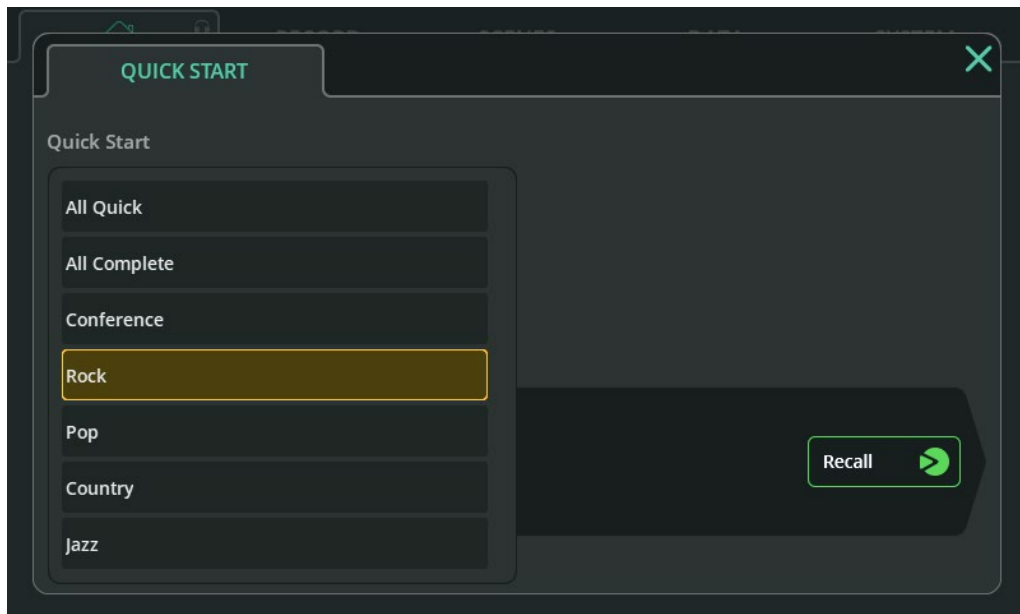 QUICK START
Quick Start
All Quick
All Complete
Conference
Rock
Pop
Country
Jazz
Recall